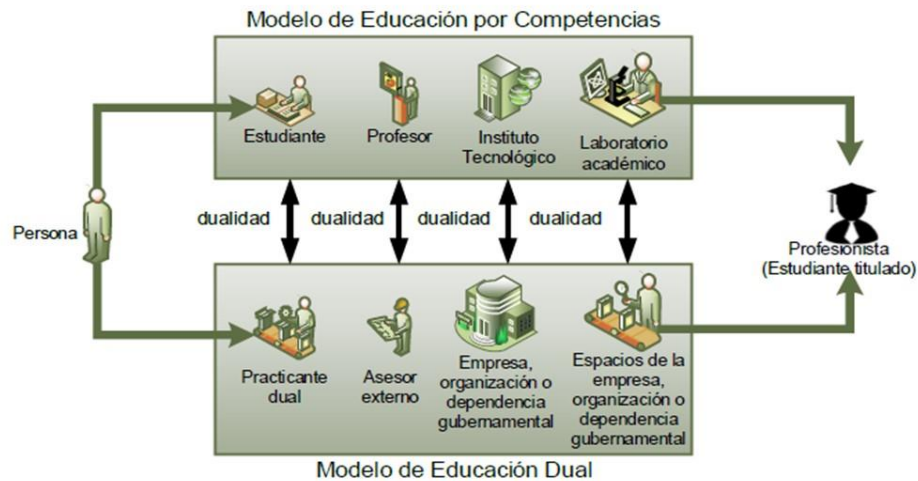 Modelo de Educación por Competencias
Estudiante
Profesor
Instituto
Tecnológico
Laboratorio
académico
dualidad
dualidad
dualidad
dualidad
Persona
Profesionista
(Estudiante titulado)
Practicante
dual
Asesor
externo
Empresa,
organización o
dependencia
gubernamental
Espacios de la
empresa,
organización o
dependencia
gubernamental
Modelo de Educación Dual